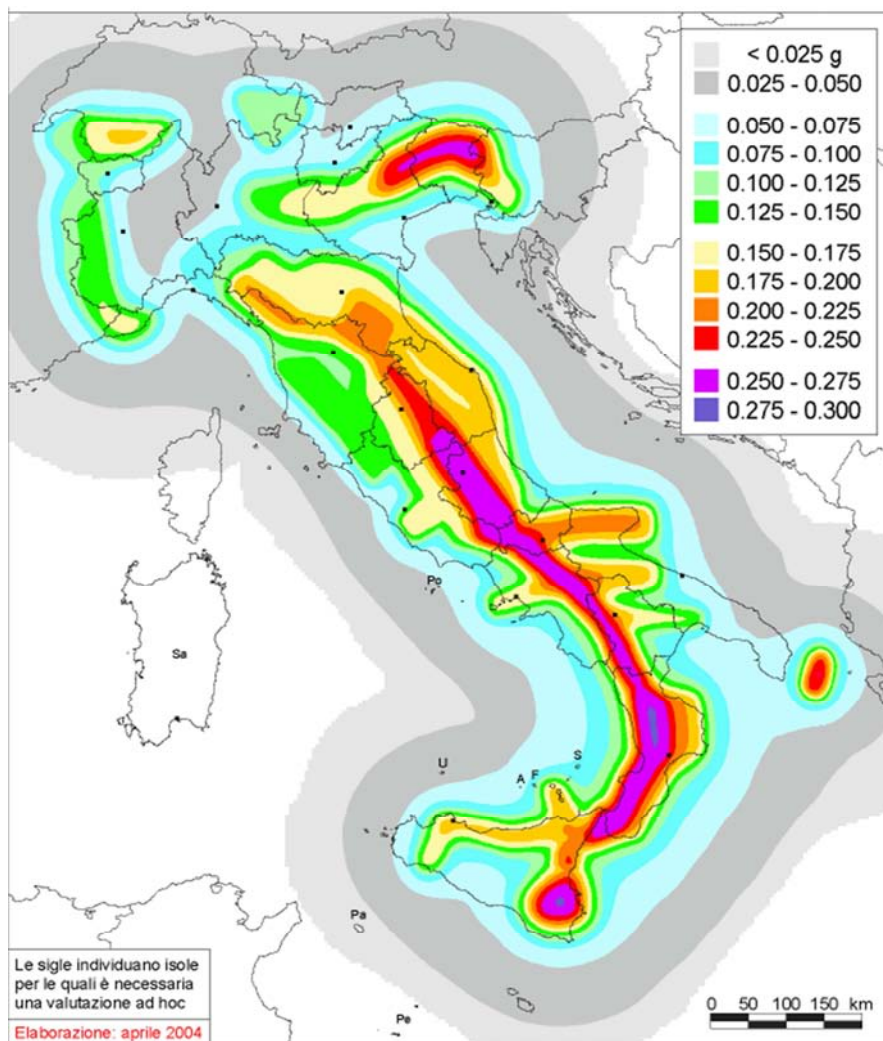 < 0.025 g
0.025 - 0.050
0.050 - 0.075
0.075 - 0.100
0.100 - 0.125
0.125 - 0.150
0.150 - 0.175
0.175 - 0.200
0.200 - 0.225
0.225 - 0.250
0.250 - 0.275
0.275 - 0.300
Po
Sa
U
A
F
S
Pa
Pe
Le sigle individuano isole
per le quali è necessaria
una valutazione ad hoc
Elaborazione: aprile 2004
0 50 100 150 km